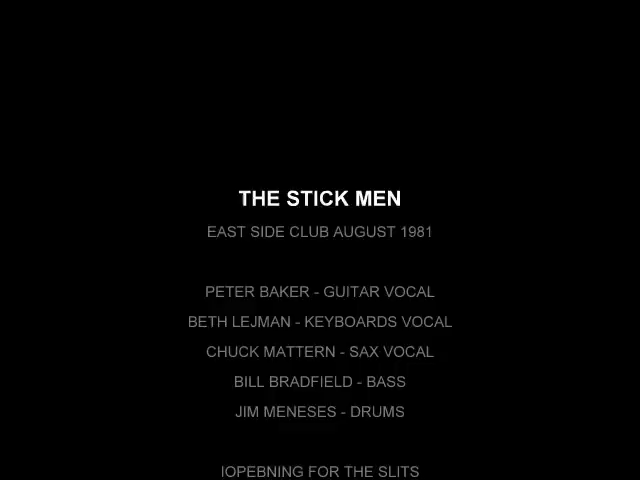 THE STICK MEN
EAST SIDE CLUB AUGUST 1981
PETER BAKER - GUITAR VOCAL
BETH LEJMAN - KEYBOARDS VOCAL
CHUCK MATTERN - SAX VOCAL
BILL BRADFIELD - BASS
JIM MENESES - DRUMS
IOPEBNING FOR THE SLITS